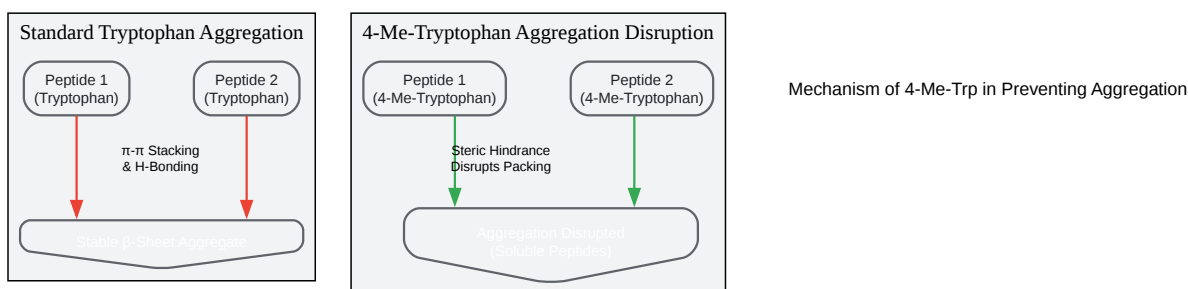 Standard Tryptophan Aggregation
Peptide 1
(Tryptophan)
Peptide 2
(Tryptophan)
π-π Stacking
& H-Bonding
Stable β-Sheet Aggregate
4-Me-Tryptophan Aggregation Disruption
Peptide 1
(4-Me-Tryptophan)
Peptide 2
(4-Me-Tryptophan)
Steric Hindrance
Disrupts Packing
Aggregation Disrupted
(Soluble Peptides)
Mechanism of 4-Me-Trp in Preventing Aggregation